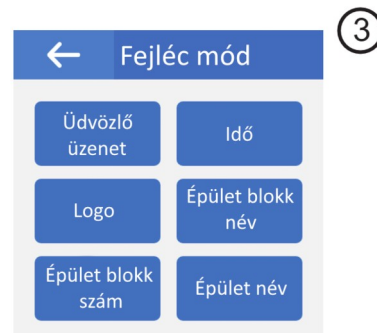 3
Fejléc mód
Üdvözlő
üzenet
Idő
Logo
Épület blokk
név
Épület blokk
szám
Épület név